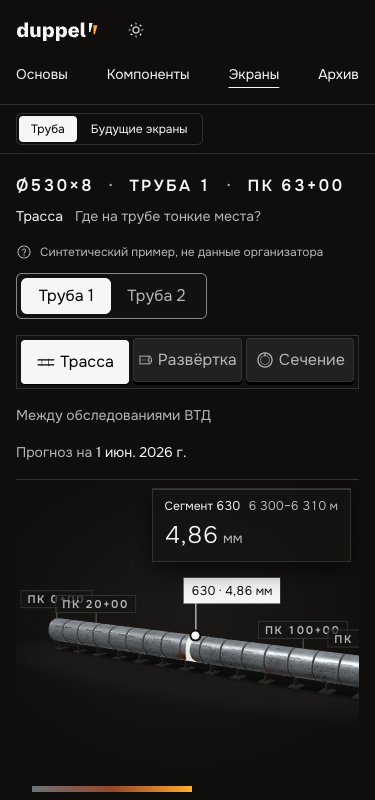 duppel
Основы Компоненты Экраны Архив
Труба Будущие экраны
Ø530×8 · ТРУБА 1 · ПК 63+00
Трасса Где на трубе тонкие места?
? Синтетический пример, не данные организатора
Труба 1 Труба 2
Трасса Развёртка Сечение
Между обследованиями ВТД
Прогноз на 1 июн. 2026 г.
Сегмент 630 6 300–6 310 м
4,86 мм
630 · 4,86 мм
ПК
ПК 20+00
ПК 100+00
ПК